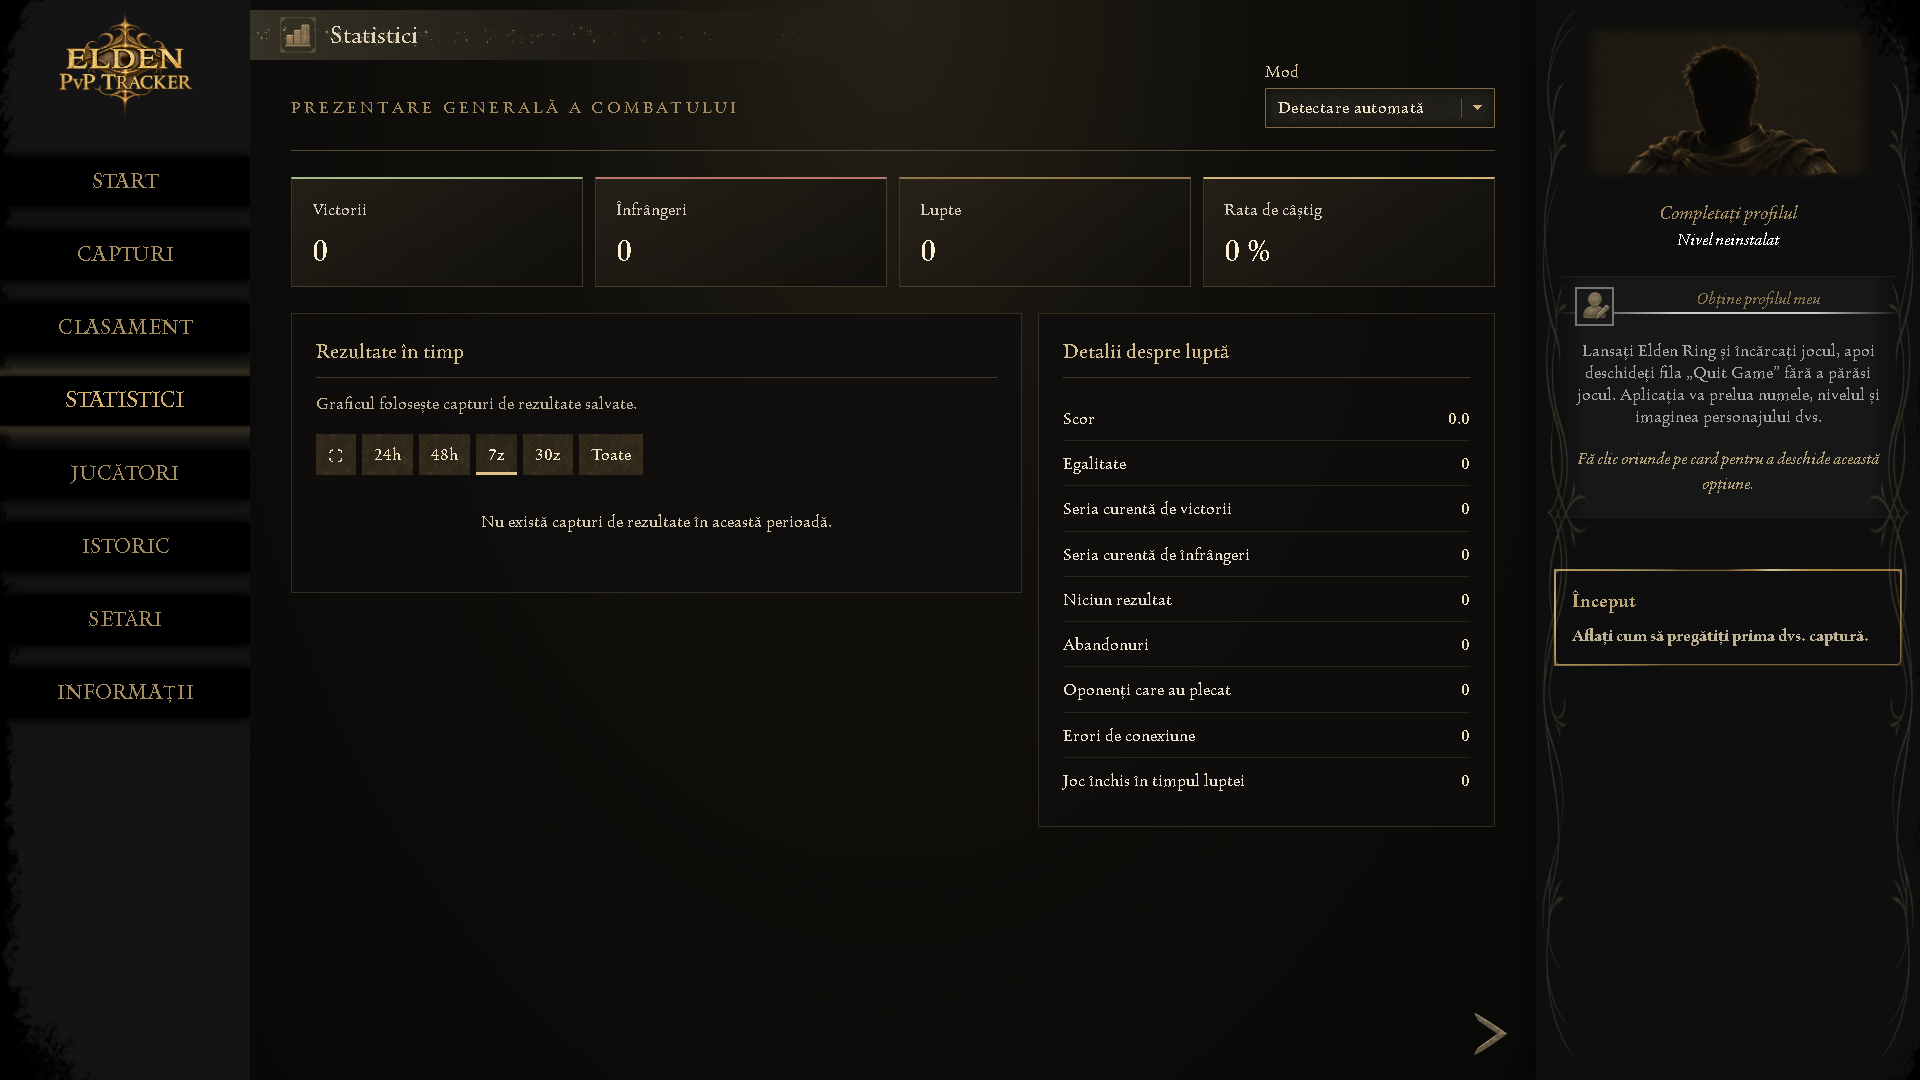 ELDEN
PvP TRACKER
START
CAPTURI
CLASAMENT
STATISTICI
JUCĂTORI
ISTORIC
SETĂRI
INFORMAȚII
Statistici
PREZENTARE GENERALĂ A COMBATULUI
Mod
Detectare automată
Victorii
0
Înfrângeri
0
Lupte
0
Rata de câștig
0 %
Rezultate în timp
Graficul folosește capturi de rezultate salvate.
24h 48h 7z 30z Toate
Nu există capturi de rezultate în această perioadă.
Detalii despre luptă
Scor 0.0
Egalitate 0
Seria curentă de victorii 0
Seria curentă de înfrângeri 0
Niciun rezultat 0
Abandonuri 0
Oponenți care au plecat 0
Erori de conexiune 0
Joc închis în timpul luptei 0
Completați profilul
Nivel neinstalat
Obține profilul meu
Lansați Elden Ring și încărcați jocul, apoi
deschideți fila „Quit Game” fără a părăsi
jocul. Aplicația va prelua numele, nivelul și
imaginea personajului dvs.
Fă clic oriunde pe card pentru a deschide această
opțiune.
Început
Aflați cum să pregătiți prima dvs. captură.